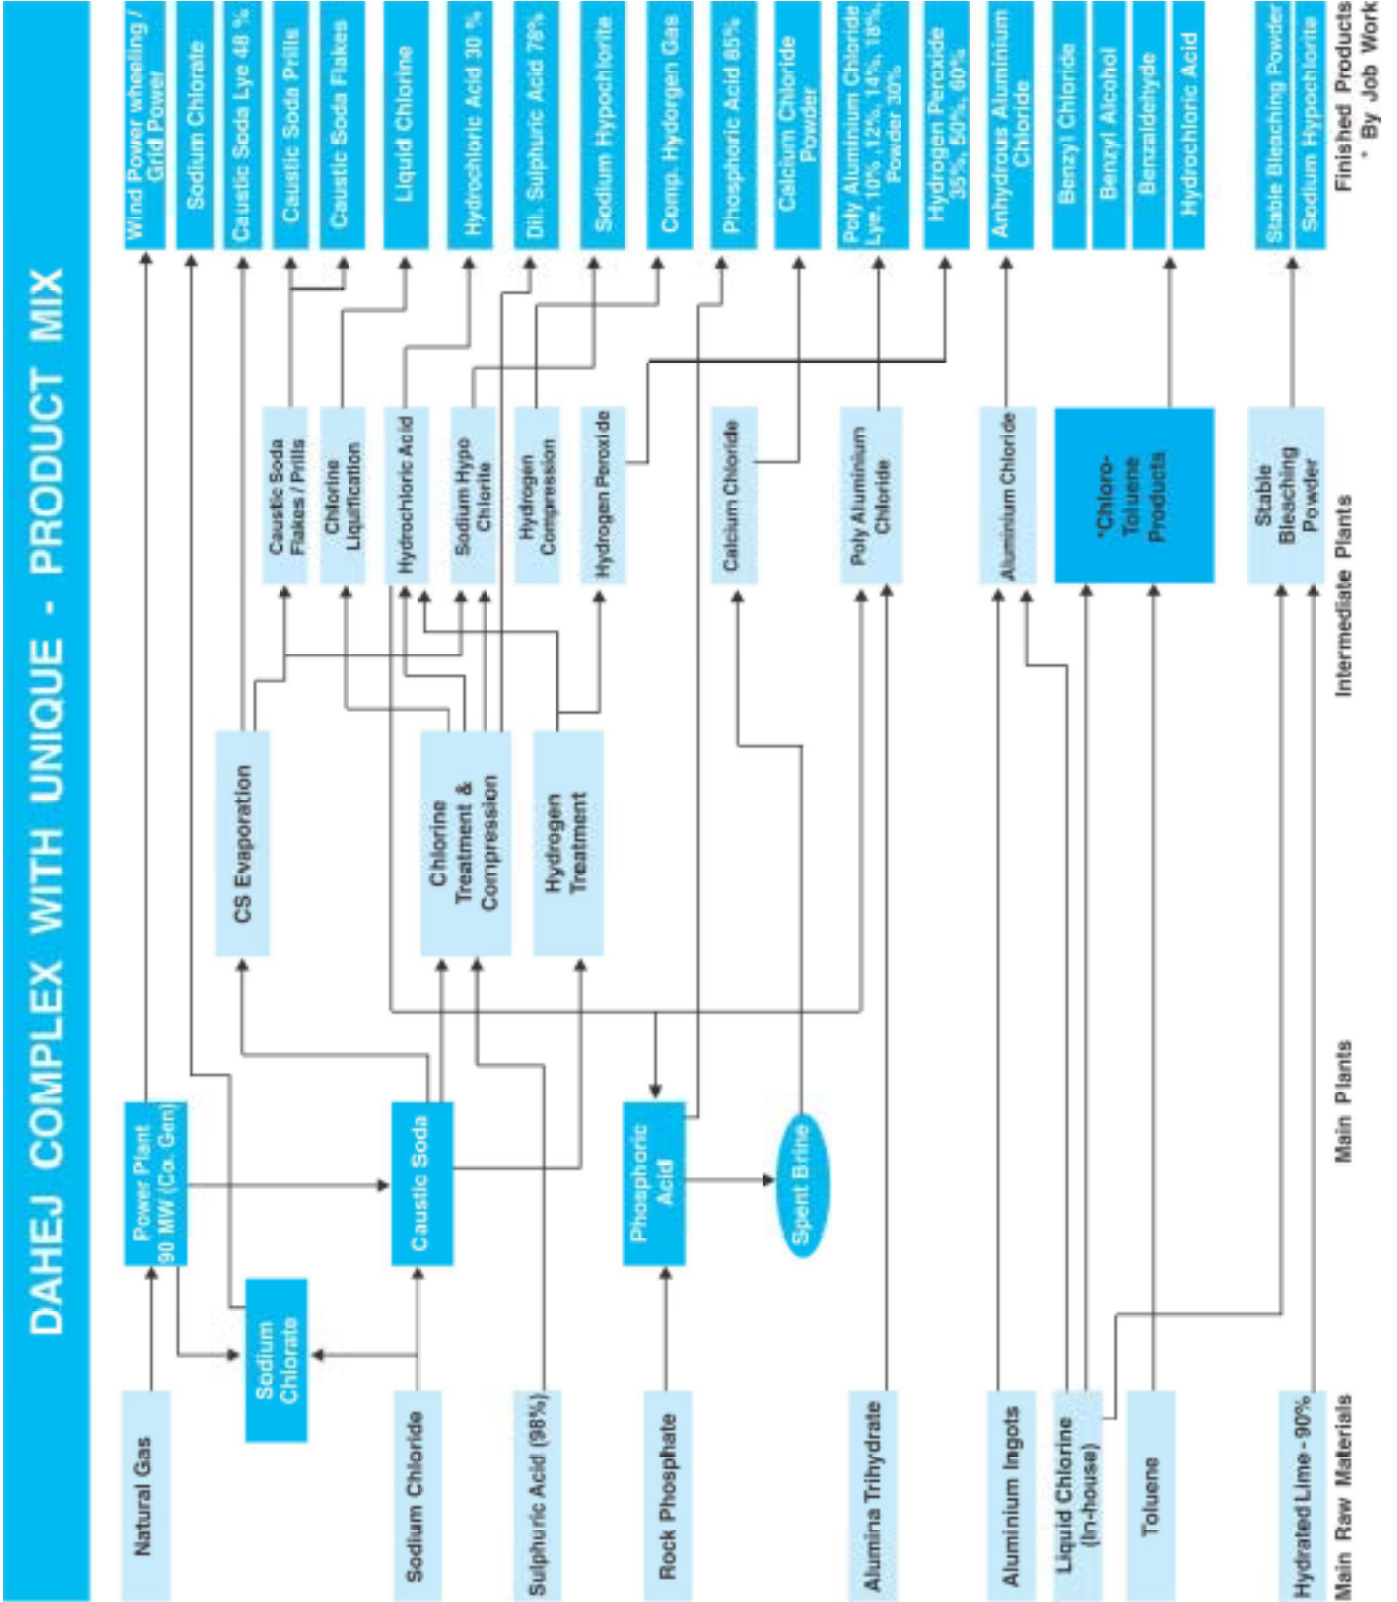 DAHEJ COMPLEX WITH UNIQUE - PRODUCT MIX
Natural Gas
Sodium Chloride
Sulphuric Acid (98%)
Rock Phosphate
Alumina Trihydrate
Aluminium Ingots
Liquid Chlorine
(In-house)
Toluene
Hydrated Lime - 90%
Main Raw Materials
Power Plant
90 MW (Co. Gen)
Sodium
Chlorate
Caustic Soda
Phosphoric
Acid
Spent Brine
Main Plants
CS Evaporation
Chlorine
Treatment &
Compression
Hydrogen
Treatment
Caustic Soda
Flakes / Prills
Chlorine
Liquification
Hydrochloric Acid
Sodium Hypo
Chlorite
Hydrogen
Compression
Hydrogen Peroxide
Calcium Chloride
Poly Aluminium
Chloride
Aluminium Chloride
*Chloro-
Toluene
Products
Stable
Bleaching
Powder
Intermediate Plants
Wind Power wheeling /
Grid Power
Sodium Chlorate
Caustic Soda Lye 48 %
Caustic Soda Prills
Caustic Soda Flakes
Liquid Chlorine
Hydrochloric Acid 30 %
Dil. Sulphuric Acid 78%
Sodium Hypochlorite
Comp. Hydogen Gas
Phosphoric Acid 85%
Calcium Chloride
Powder
Poly Aluminium Chloride
Lye, 10% 12%, 14%, 18%,
Powder 30%
Hydrogen Peroxide
35%, 50%, 60%
Anhydrous Aluminium
Chloride
Benzyl Chloride
Benzyl Alcohol
Benzaldehyde
Hydrochloric Acid
Stable Bleaching Powder
Sodium Hypochlorite
Finished Products
* By Job Work